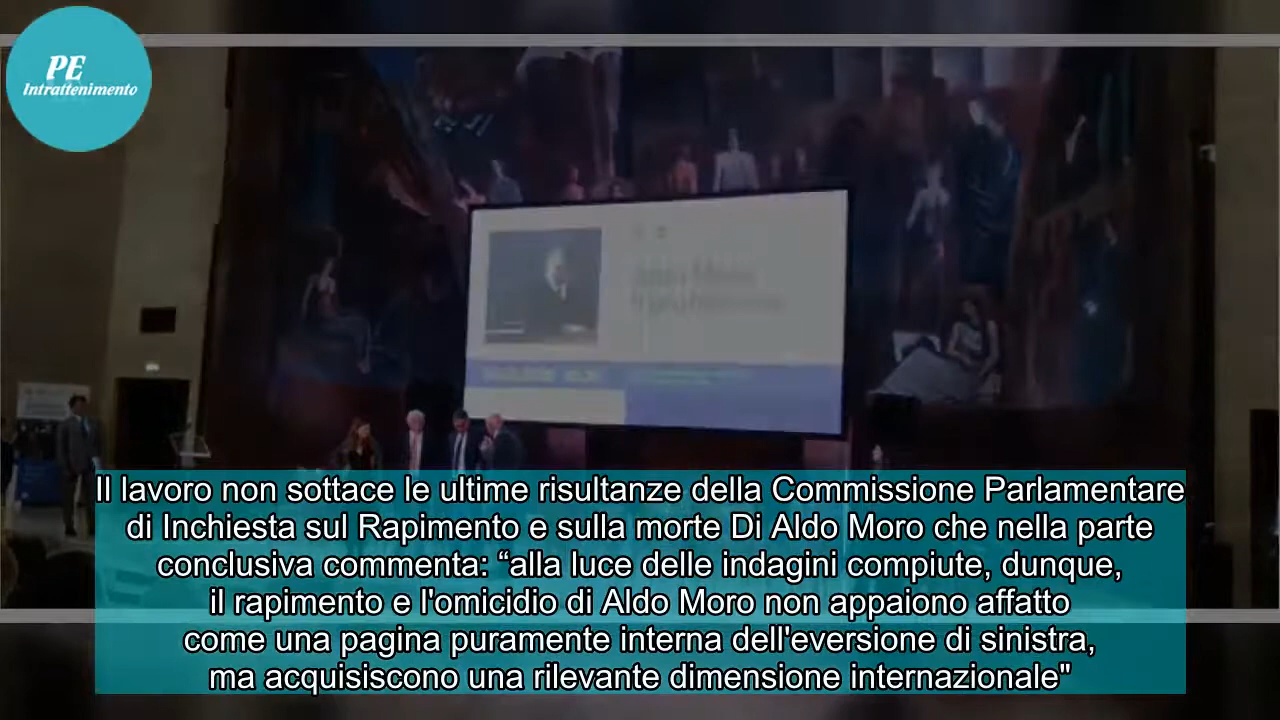 PE
Intrattenimento
Il lavoro non sottace le ultime risultanze della Commissione Parlamentare
di Inchiesta sul Rapimento e sulla morte Di Aldo Moro che nella parte
conclusiva commenta: “alla luce delle indagini compiute, dunque,
il rapimento e l'omicidio di Aldo Moro non appaiono affatto
come una pagina puramente interna dell'eversione di sinistra,
ma acquisiscono una rilevante dimensione internazionale"